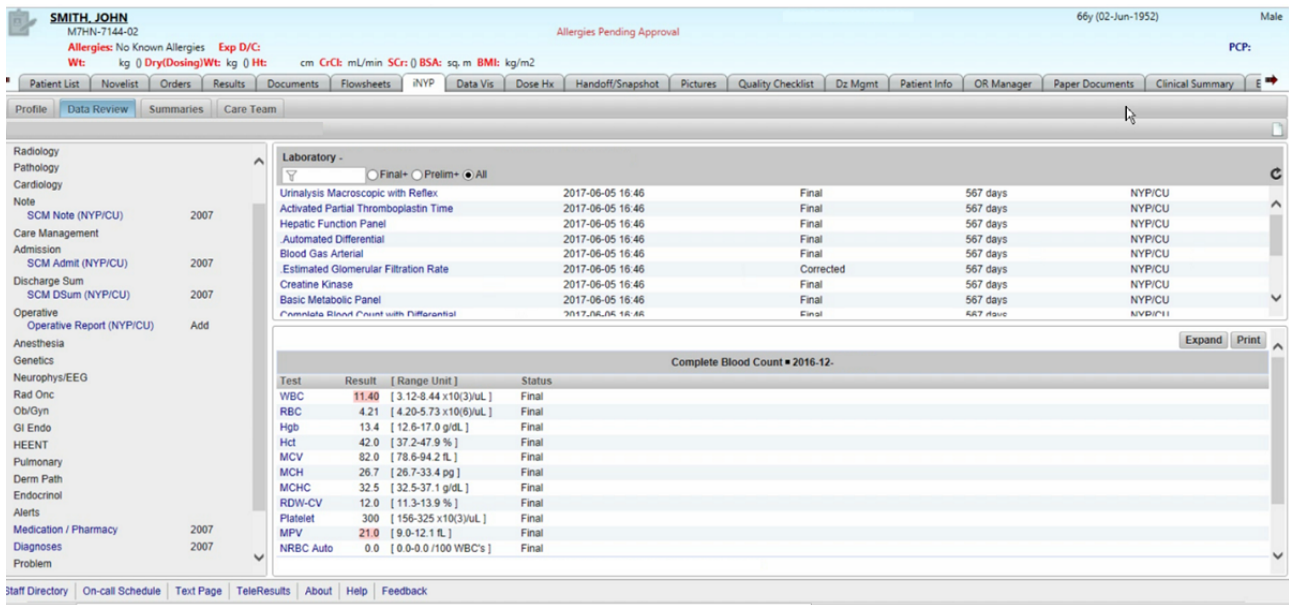 SMITH, JOHN
66y (02-Jun-1952) Male
M7HN-7144-02
Allergies Pending Approval
Allergies: No Known Allergies Exp D/C:
PCP:
Wt: kg () Dry(Dosing)Wt: kg () Ht: cm CrCl: mL/min SCr: () BSA: sq. m BMI: kg/m2
Patient List Novelist Orders Results Documents Flowsheets iNYP Data Vis Dose Hx Handoff/Snapshot Pictures Quality Checklist Dz Mgmt Patient Info OR Manager Paper Documents Clinical Summary
Profile Data Review Summaries Care Team
Radiology
Pathology
Cardiology
Note
SCM Note (NYP/CU) 2007
Care Management
Admission
SCM Admit (NYP/CU) 2007
Discharge Sum
SCM DSum (NYP/CU) 2007
Operative
Operative Report (NYP/CU) Add
Anesthesia
Genetics
Neurophys/EEG
Rad Onc
Ob/Gyn
GI Endo
HEENT
Pulmonary
Derm Path
Endocrinol
Alerts
Medication / Pharmacy 2007
Diagnoses 2007
Problem
Laboratory -
Final+ Prelim+ All
Urinalysis Macroscopic with Reflex 2017-06-05 16:46 Final 567 days NYP/CU
Activated Partial Thromboplastin Time 2017-06-05 16:46 Final 567 days NYP/CU
Hepatic Function Panel 2017-06-05 16:46 Final 567 days NYP/CU
.Automated Differential 2017-06-05 16:46 Final 567 days NYP/CU
Blood Gas Arterial 2017-06-05 16:46 Final 567 days NYP/CU
.Estimated Glomerular Filtration Rate 2017-06-05 16:46 Corrected 567 days NYP/CU
Creatine Kinase 2017-06-05 16:46 Final 567 days NYP/CU
Basic Metabolic Panel 2017-06-05 16:46 Final 567 days NYP/CU
Complete Blood Count with Differential 2017-06-05 16:46 Final 567 days NYP/CU
Expand Print
Complete Blood Count ▪ 2016-12-
Test Result [ Range Unit ] Status
WBC 11.40 [ 3.12-8.44 x10(3)/uL ] Final
RBC 4.21 [ 4.20-5.73 x10(6)/uL ] Final
Hgb 13.4 [ 12.6-17.0 g/dL ] Final
Hct 42.0 [ 37.2-47.9 % ] Final
MCV 82.0 [ 78.6-94.2 fL ] Final
MCH 26.7 [ 26.7-33.4 pg ] Final
MCHC 32.5 [ 32.5-37.1 g/dL ] Final
RDW-CV 12.0 [ 11.3-13.9 % ] Final
Platelet 300 [ 156-325 x10(3)/uL ] Final
MPV 21.0 [ 9.0-12.1 fL ] Final
NRBC Auto 0.0 [ 0.0-0.0 /100 WBC's ] Final
Staff Directory On-call Schedule Text Page TeleResults About Help Feedback